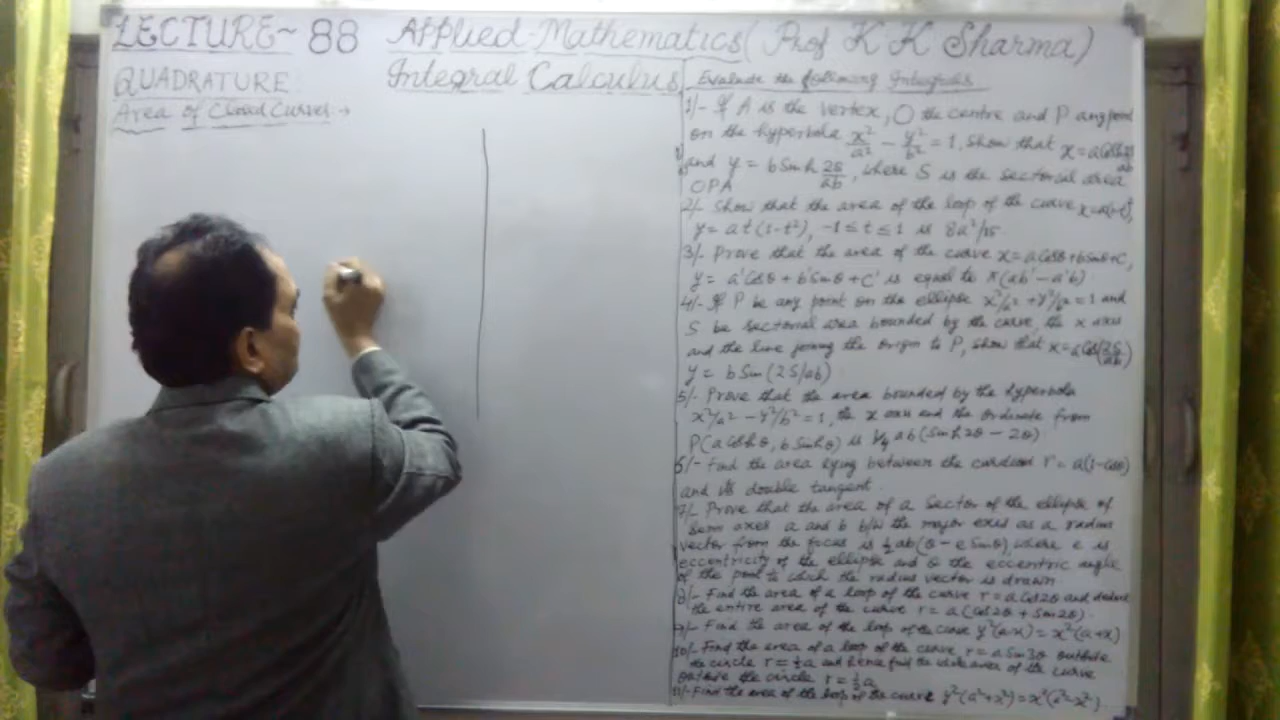 LECTURE~ 88 Applied Mathematics (Prof K K Sharma)
QUADRATURE
Integral Calculus
Area of Closed Curves →
Evaluate the following Integrals
1/- If A is the vertex, O the centre and P any point
on the hyperbola x²/a² - y²/b² = 1, Show that x = a Cosh 2S/ab
and y = b Sinh 2S/ab, where S is the sectorial area
OPA
2/- Show that the area of the loop of the curve x = a(1-t²),
y = at(1-t²), -1 ≤ t ≤ 1 is 8a²/15.
3/- Prove that the area of the curve x = a Cosθ + b Sinθ + C,
y = a'Cosθ + b'Sinθ + C' is equal to π(ab' - a'b)
4/- If P be any point on the ellipse x²/a² + y²/b² = 1 and
S be sectorial area bounded by the curve, the x axis
and the line joining the origin to P, show that x = a Cos(2S/ab)
y = b Sin (2S/ab)
5/- Prove that the area bounded by the hyperbola
x²/a² - y²/b² = 1, the x axis and the ordinate from
P(a Coshθ, b Sinhθ) is ¼ ab (Sinh 2θ - 2θ)
6/- Find the area lying between the cardioid r = a(1-Cosθ)
and its double tangent.
7/- Prove that the area of a sector of the ellipse of
Semi axes a and b b/w the major axis as a radius
vector from the focus is ½ab(θ - e Sinθ), where e is
eccentricity of the ellipse and θ the eccentric angle
of the point to which the radius vector is drawn
8/- Find the area of a loop of the curve r = a Cos2θ and deduce
the entire area of the curve r = a (Cos2θ + Sin2θ).
9/- Find the area of the loop of the curve y²(a-x) = x²(a+x)
10/- Find the area of a loop of the curve r = a Sin3θ outside
the circle r = ½a and hence find the whole area of the curve
outside the circle r = ½a.
11/- Find the area of the loop of the curve y²(a²+x²) = x²(a²-x²).